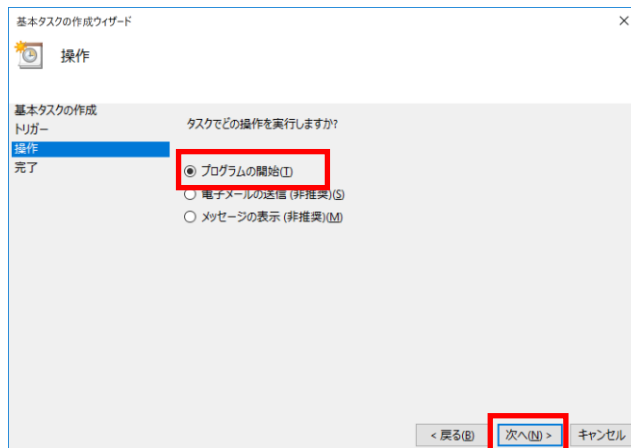 基本タスクの作成ウィザード
操作
基本タスクの作成
トリガー
操作
完了
タスクでどの操作を実行しますか?
プログラムの開始(T)
電子メールの送信 (非推奨)(S)
メッセージの表示 (非推奨)(M)
< 戻る(B)
次へ(N) >
キャンセル